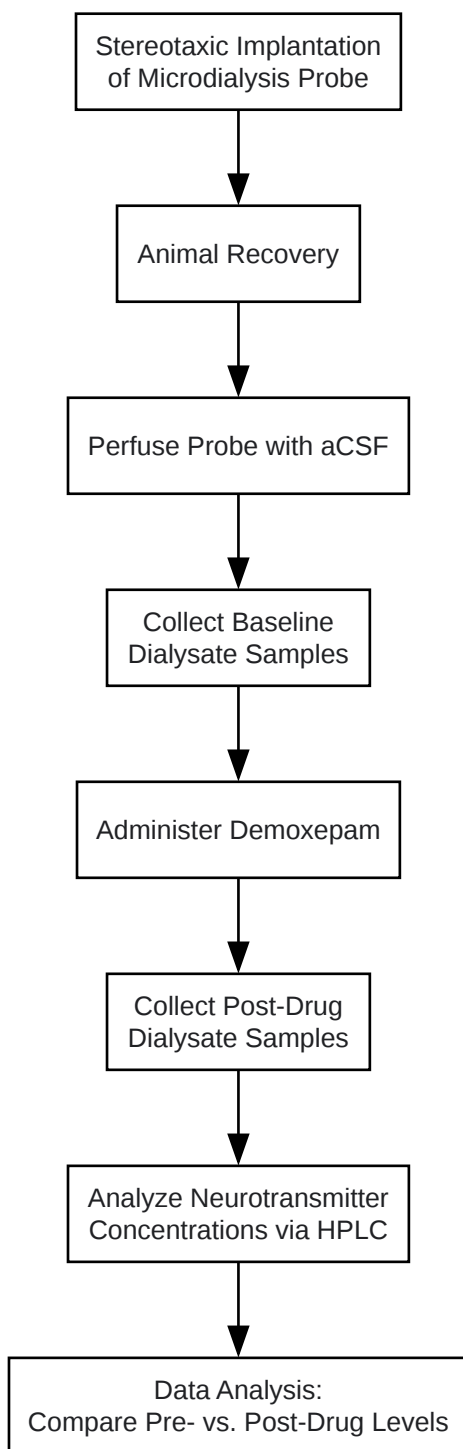 Stereotaxic Implantation
of Microdialysis Probe
Animal Recovery
Perfuse Probe with aCSF
Collect Baseline
Dialysate Samples
Administer Demoxepam
Collect Post-Drug
Dialysate Samples
Analyze Neurotransmitter
Concentrations via HPLC
Data Analysis:
Compare Pre- vs. Post-Drug Levels